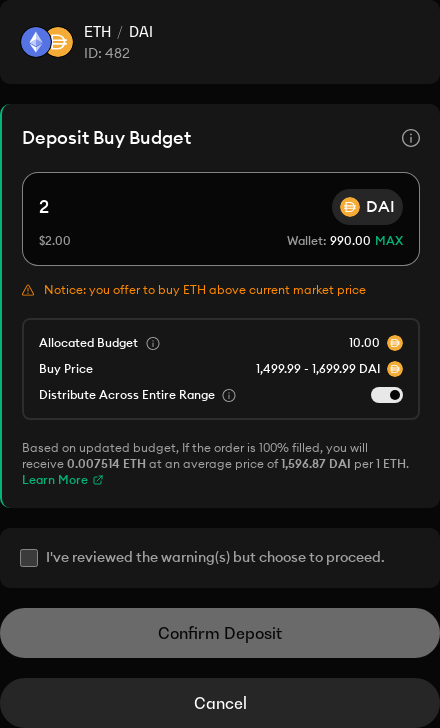 ETH / DAI
ID: 482
Deposit Buy Budget
2 DAI
$2.00 Wallet: 990.00 MAX
Notice: you offer to buy ETH above current market price
Allocated Budget 10.00
Buy Price 1,499.99 - 1,699.99 DAI
Distribute Across Entire Range
Based on updated budget, If the order is 100% filled, you will
receive 0.007514 ETH at an average price of 1,596.87 DAI per 1 ETH.
Learn More
I've reviewed the warning(s) but choose to proceed.
Confirm Deposit
Cancel